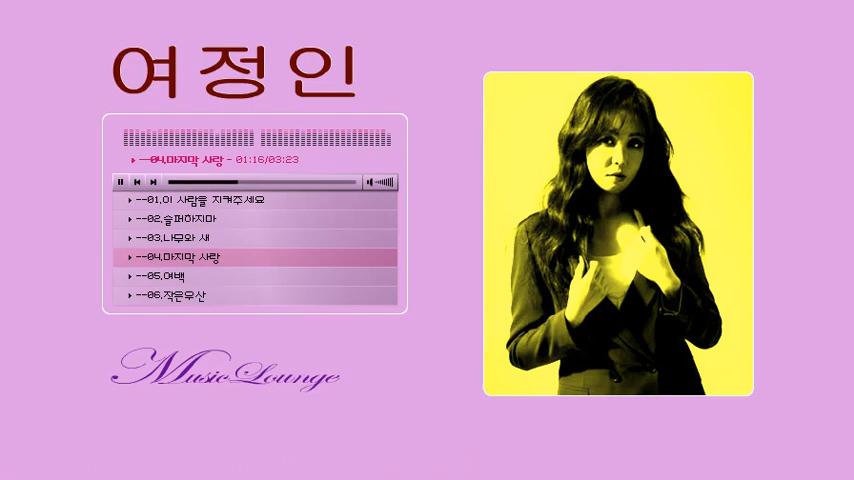 여정인
--04.마지막 사랑 - 01:16/03:23
--01.이 사람을 지켜주세요
--02.슬퍼하지마
--03.나무와 새
--04.마지막 사랑
--05.여백
--06.작은우산
MusicLounge